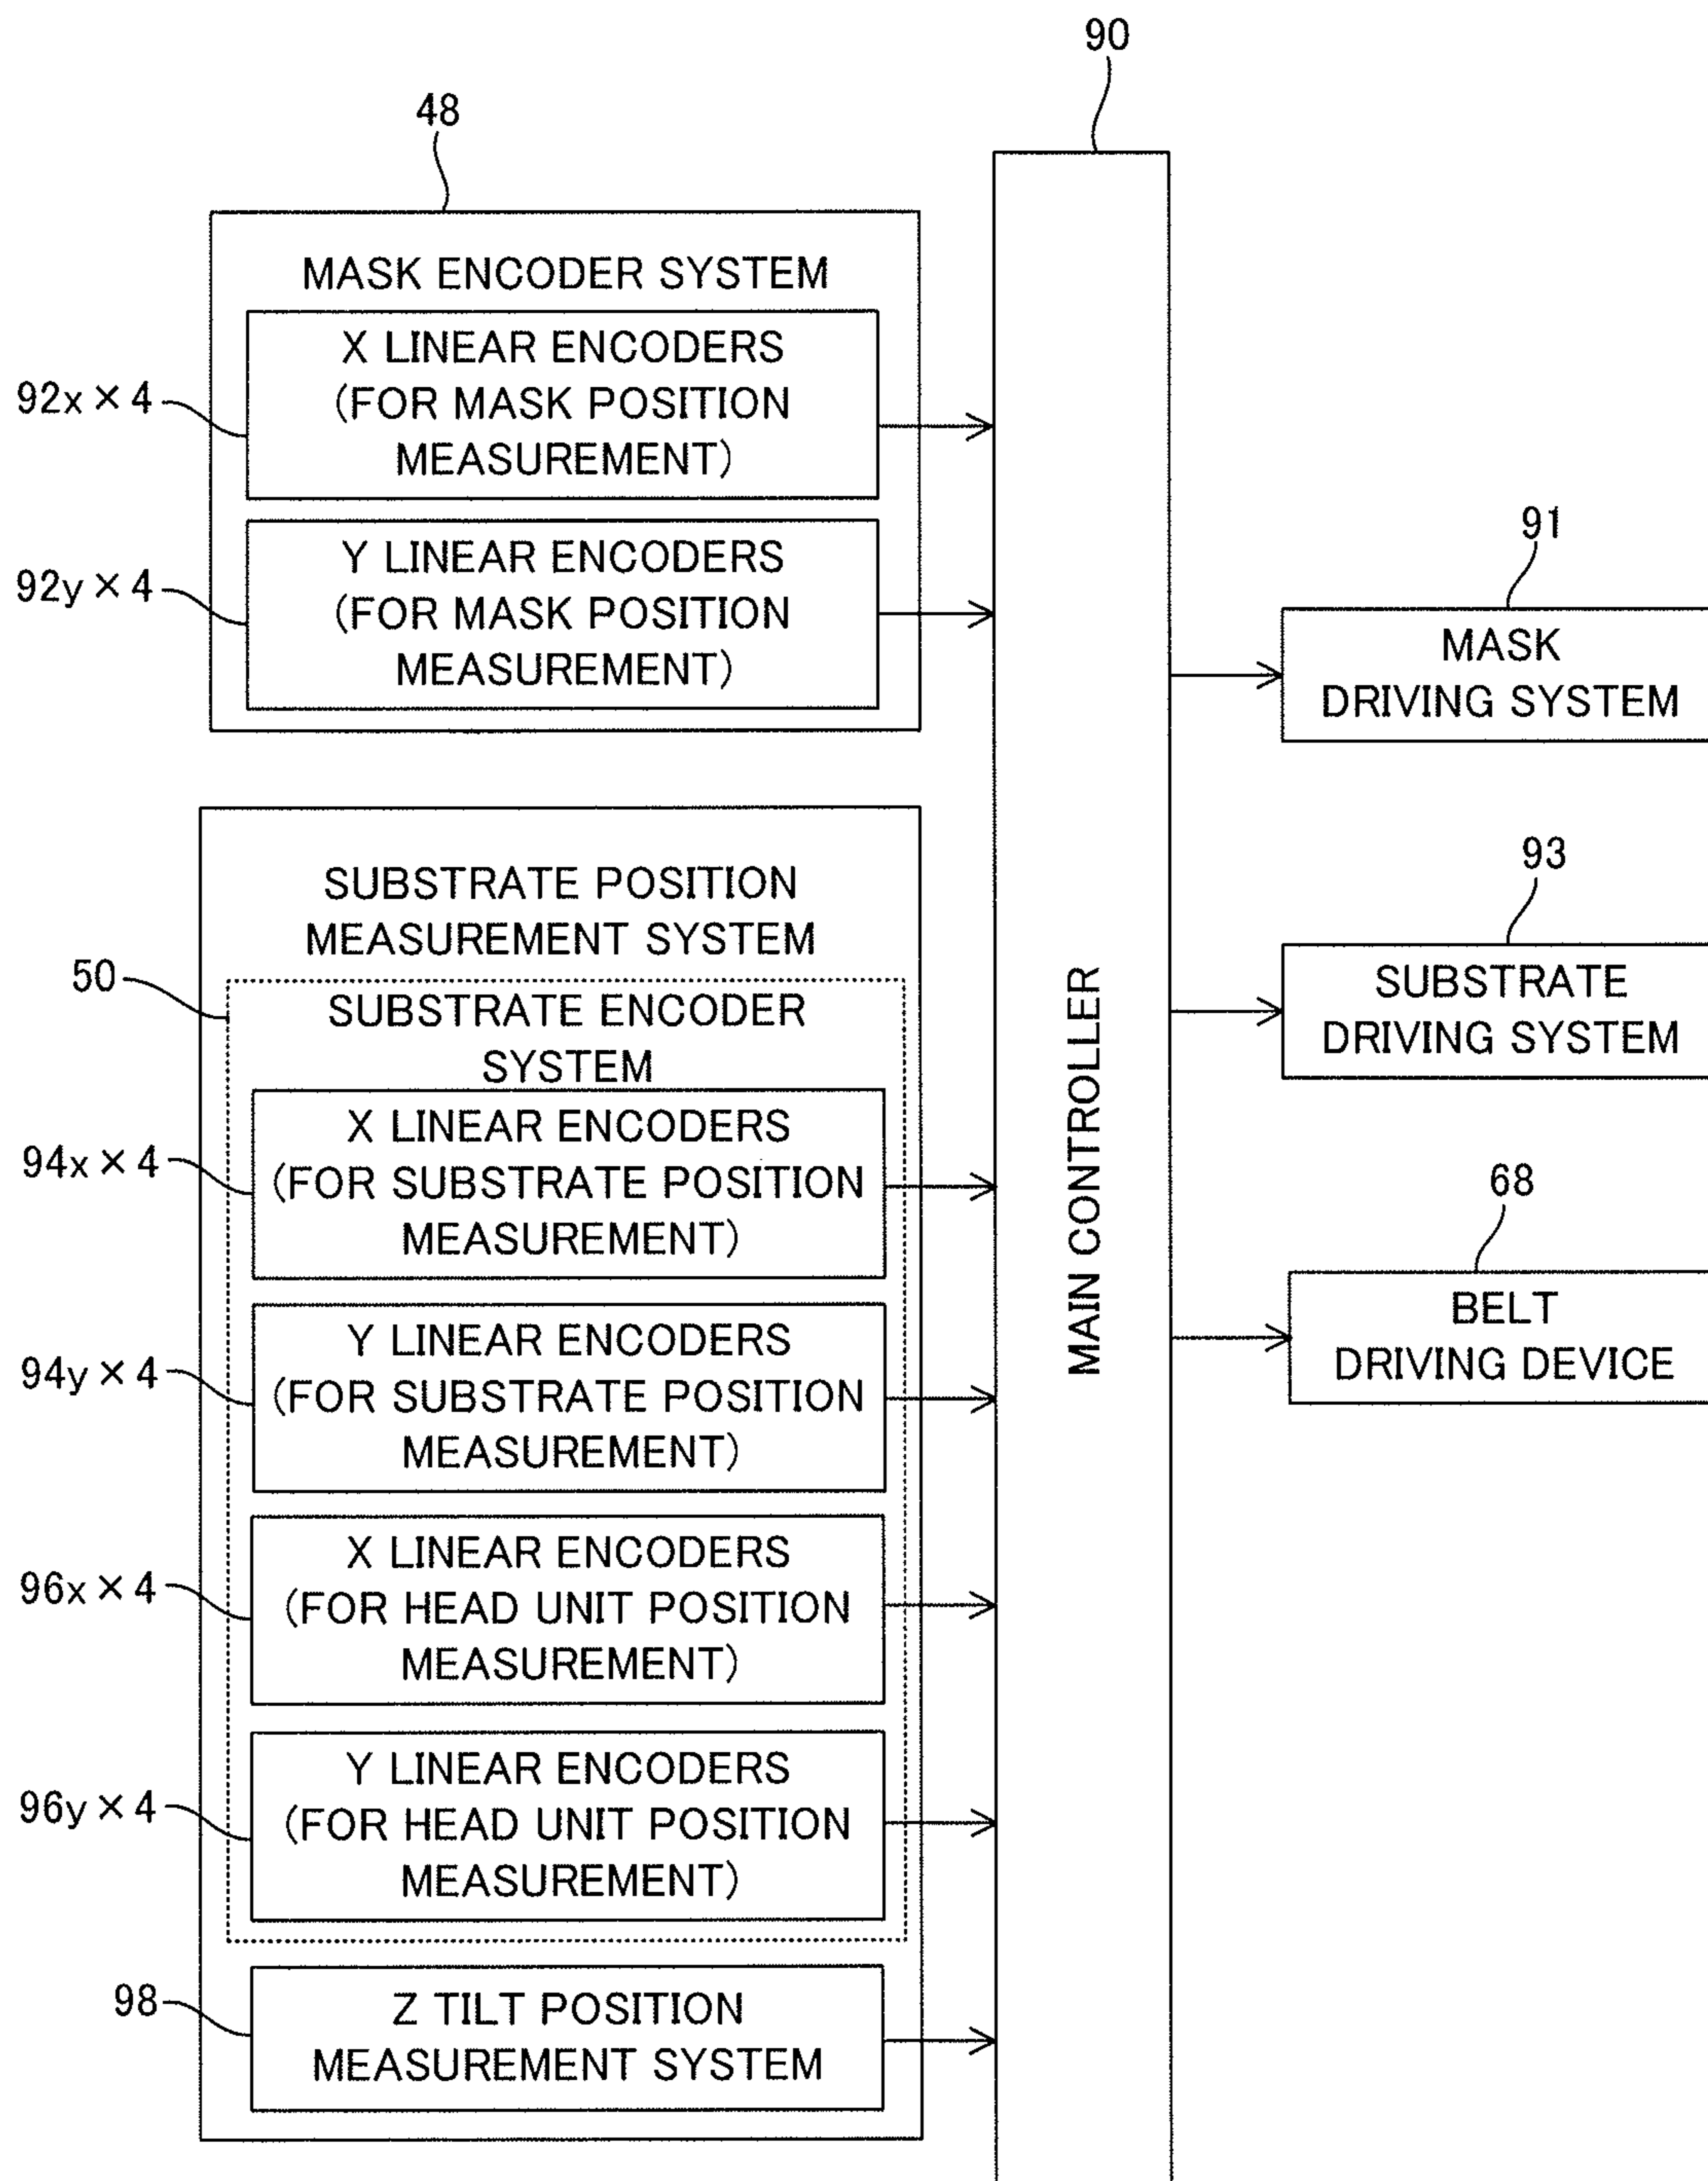 90
48
MASK ENCODER SYSTEM
92x×4
X LINEAR ENCODERS
(FOR MASK POSITION
MEASUREMENT)
92y×4
Y LINEAR ENCODERS
(FOR MASK POSITION
MEASUREMENT)
SUBSTRATE POSITION
MEASUREMENT SYSTEM
50
SUBSTRATE ENCODER
SYSTEM
94x×4
X LINEAR ENCODERS
(FOR SUBSTRATE POSITION
MEASUREMENT)
94y×4
Y LINEAR ENCODERS
(FOR SUBSTRATE POSITION
MEASUREMENT)
96x×4
X LINEAR ENCODERS
(FOR HEAD UNIT POSITION
MEASUREMENT)
96y×4
Y LINEAR ENCODERS
(FOR HEAD UNIT POSITION
MEASUREMENT)
98
Z TILT POSITION
MEASUREMENT SYSTEM
MAIN CONTROLLER
91
MASK
DRIVING SYSTEM
93
SUBSTRATE
DRIVING SYSTEM
68
BELT
DRIVING DEVICE